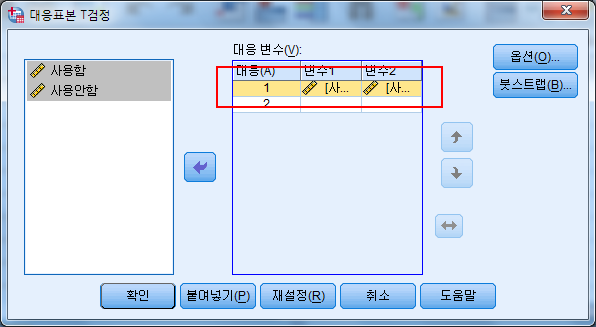 대응표본 T검정
대응 변수(V):
사용함
사용안함
대응(A) 변수1 변수2
1 [사... [사...
2
옵션(O)...
붓스트랩(B)...
확인 붙여넣기(P) 재설정(R) 취소 도움말